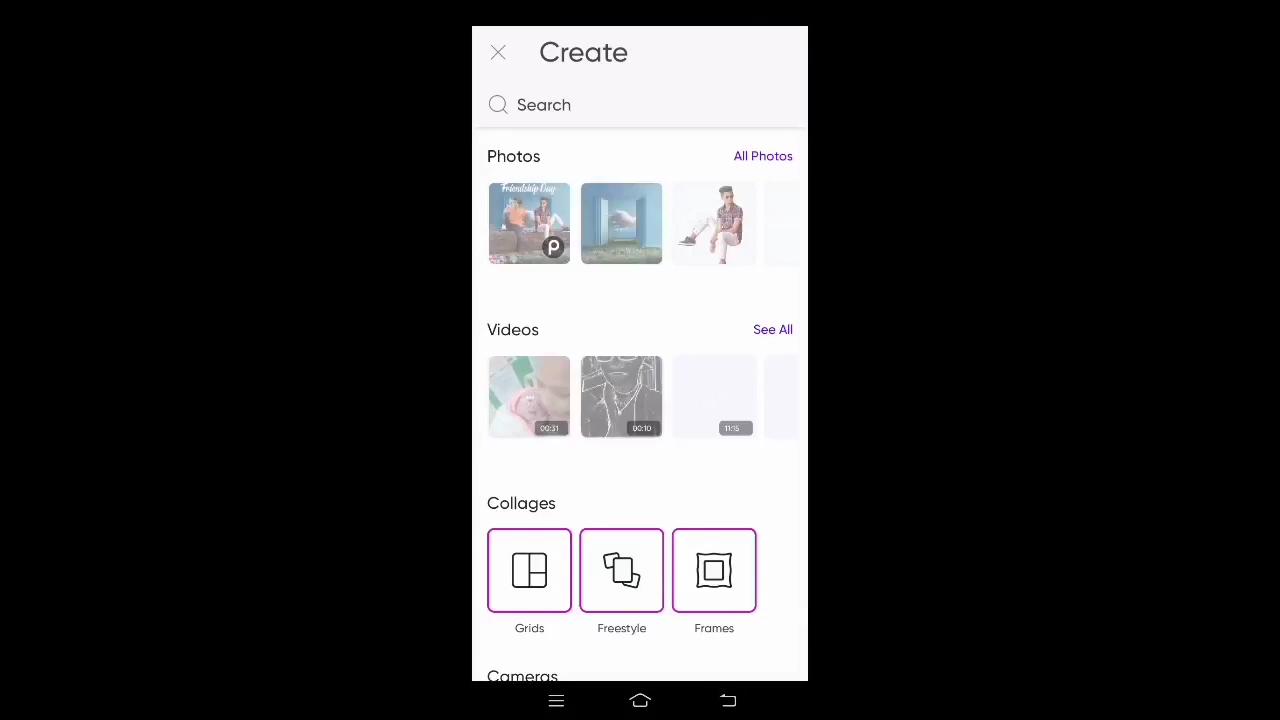 Create
Search
Photos
All Photos
Friendship Day
Videos
See All
00:31
00:10
11:15
Collages
Grids
Freestyle
Frames
Cameras